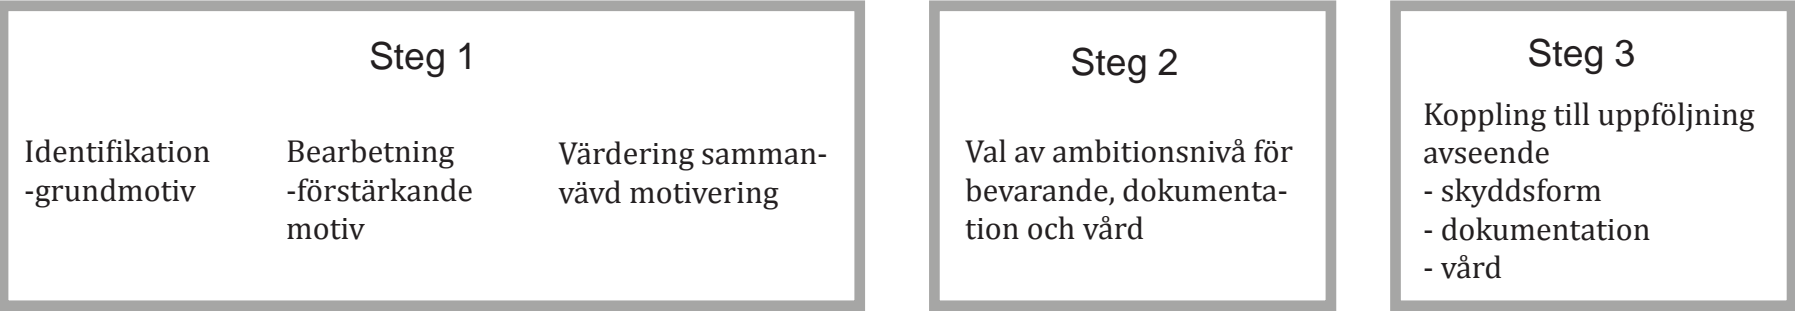 Steg 1
Identifikation
-grundmotiv
Bearbetning
-förstärkande
motiv
Värdering samman-
vävd motivering
Steg 2
Val av ambitionsnivå för
bevarande, dokumenta-
tion och vård
Steg 3
Koppling till uppföljning
avseende
- skyddsform
- dokumentation
- vård